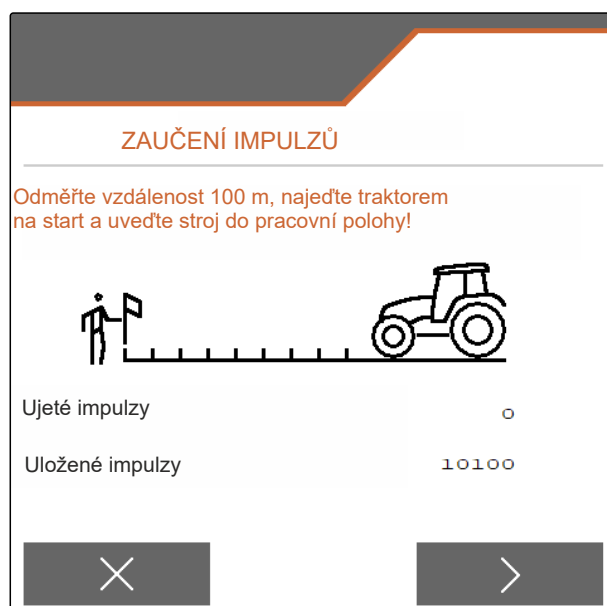 ZAUČENÍ IMPULZŮ
Odměřte vzdálenost 100 m, najeďte traktorem
na start a uveďte stroj do pracovní polohy!
Ujeté impulzy 0
Uložené impulzy 10100